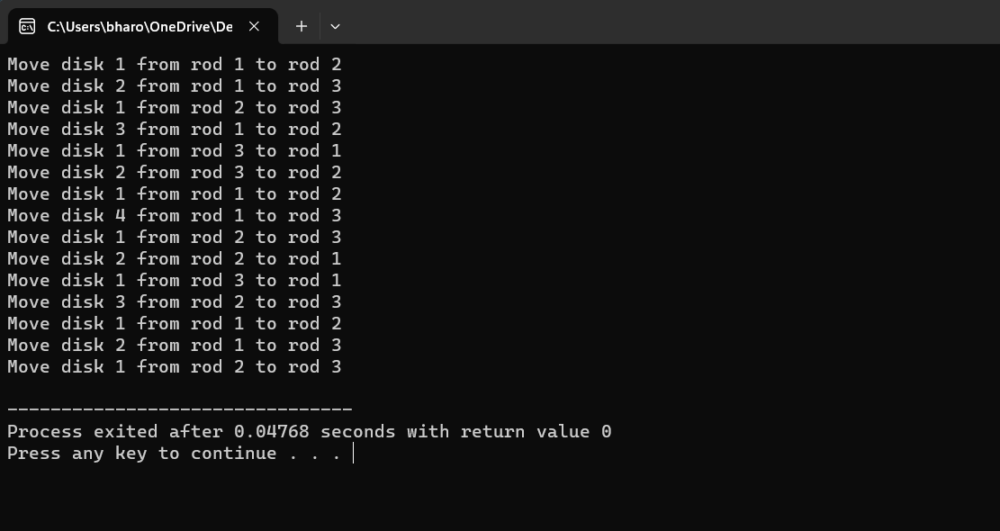 C:\Users\bharo\OneDrive\De
Move disk 1 from rod 1 to rod 2
Move disk 2 from rod 1 to rod 3
Move disk 1 from rod 2 to rod 3
Move disk 3 from rod 1 to rod 2
Move disk 1 from rod 3 to rod 1
Move disk 2 from rod 3 to rod 2
Move disk 1 from rod 1 to rod 2
Move disk 4 from rod 1 to rod 3
Move disk 1 from rod 2 to rod 3
Move disk 2 from rod 2 to rod 1
Move disk 1 from rod 3 to rod 1
Move disk 3 from rod 2 to rod 3
Move disk 1 from rod 1 to rod 2
Move disk 2 from rod 1 to rod 3
Move disk 1 from rod 2 to rod 3
--------------------------------
Process exited after 0.04768 seconds with return value 0
Press any key to continue . . .